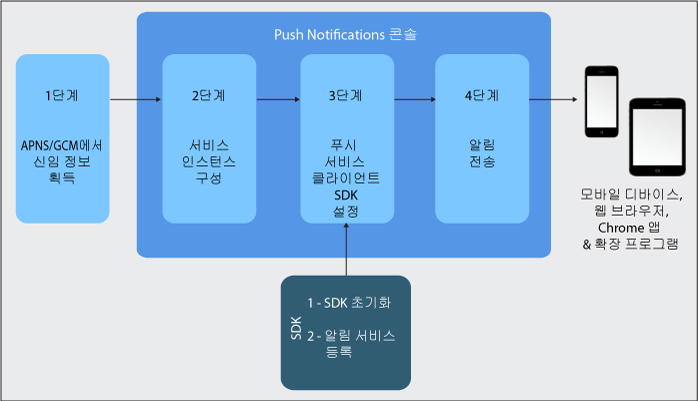 Push Notifications 콘솔
1단계
APNS/GCM에서
신임 정보
획득
2단계
서비스
인스턴스
구성
3단계
푸시
서비스
클라이언트
SDK
설정
4단계
알림
전송
모바일 디바이스,
웹 브라우저,
Chrome 앱
& 확장 프로그램
SDK
1 - SDK 초기화
2 - 알림 서비스
등록